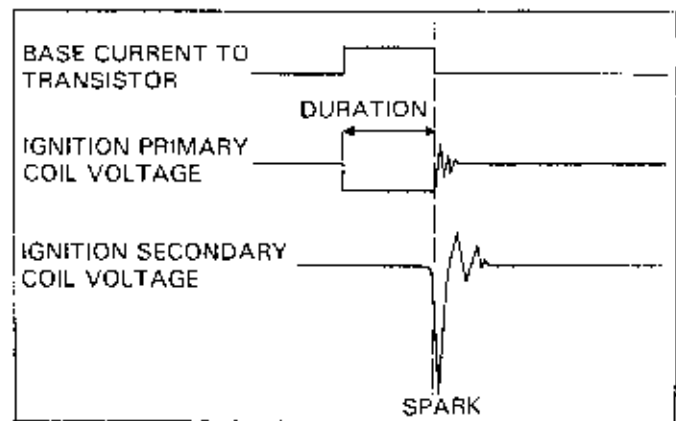 BASE CURRENT TO
TRANSISTOR
DURATION
IGNITION PRIMARY
COIL VOLTAGE
IGNITION SECONDARY
COIL VOLTAGE
SPARK